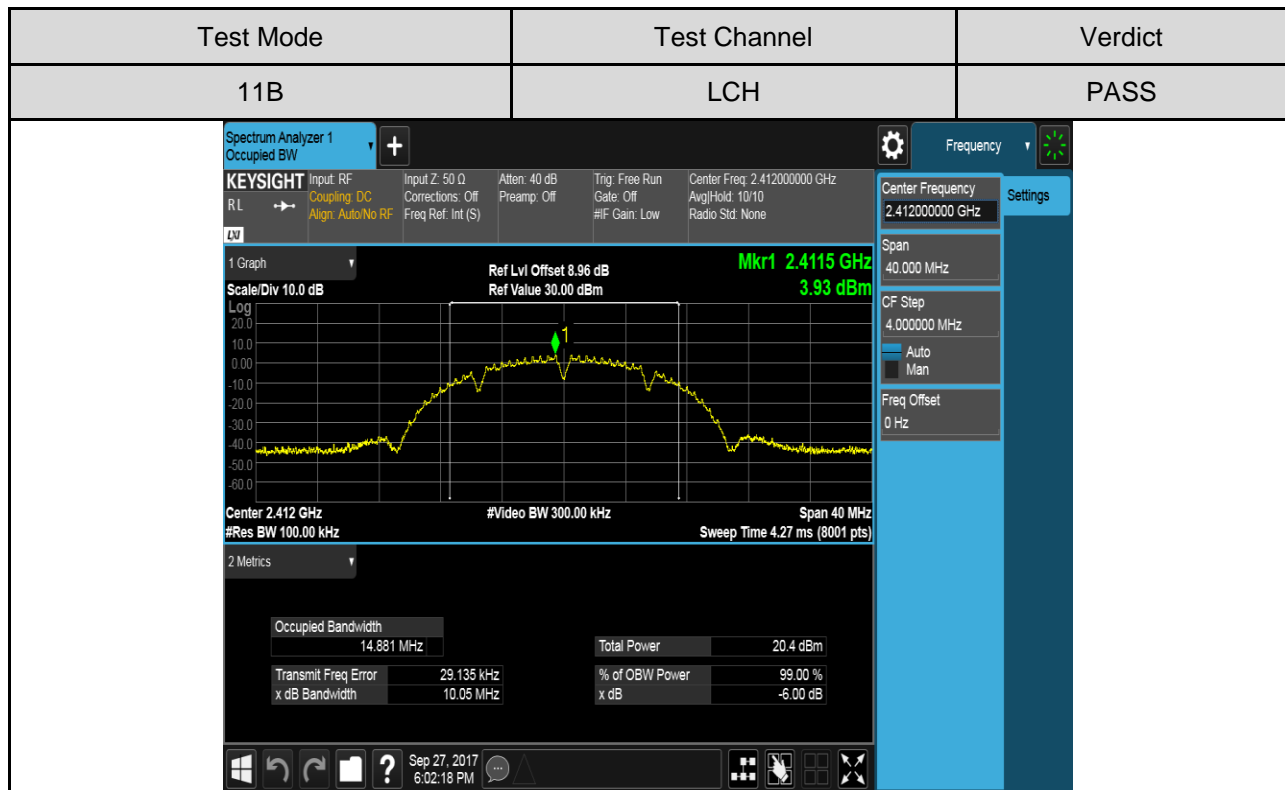 Test Mode Test Channel Verdict
11B LCH PASS
Spectrum Analyzer 1
Occupied BW
+
Frequency
KEYSIGHT Input: RF Input Z: 50 Ω Atten: 40 dB Trig: Free Run Center Freq: 2.412000000 GHz
RL Coupling: DC Corrections: Off Preamp: Off Gate: Off Avg|Hold: 10/10
Align: Auto/No RF Freq Ref: Int (S) #IF Gain: Low Radio Std: None
LXI
Center Frequency
2.412000000 GHz
Settings
Span
40.000 MHz
CF Step
4.000000 MHz
Auto
Man
Freq Offset
0 Hz
1 Graph Ref Lvl Offset 8.96 dB Mkr1 2.4115 GHz
Scale/Div 10.0 dB Ref Value 30.00 dBm 3.93 dBm
Log
20.0
10.0
1
0.00
-10.0
-20.0
-30.0
-40.0
-50.0
-60.0
Center 2.412 GHz #Video BW 300.00 kHz Span 40 MHz
#Res BW 100.00 kHz Sweep Time 4.27 ms (8001 pts)
2 Metrics
Occupied Bandwidth
14.881 MHz Total Power 20.4 dBm
Transmit Freq Error 29.135 kHz % of OBW Power 99.00 %
x dB Bandwidth 10.05 MHz x dB -6.00 dB
? Sep 27, 2017
6:02:18 PM